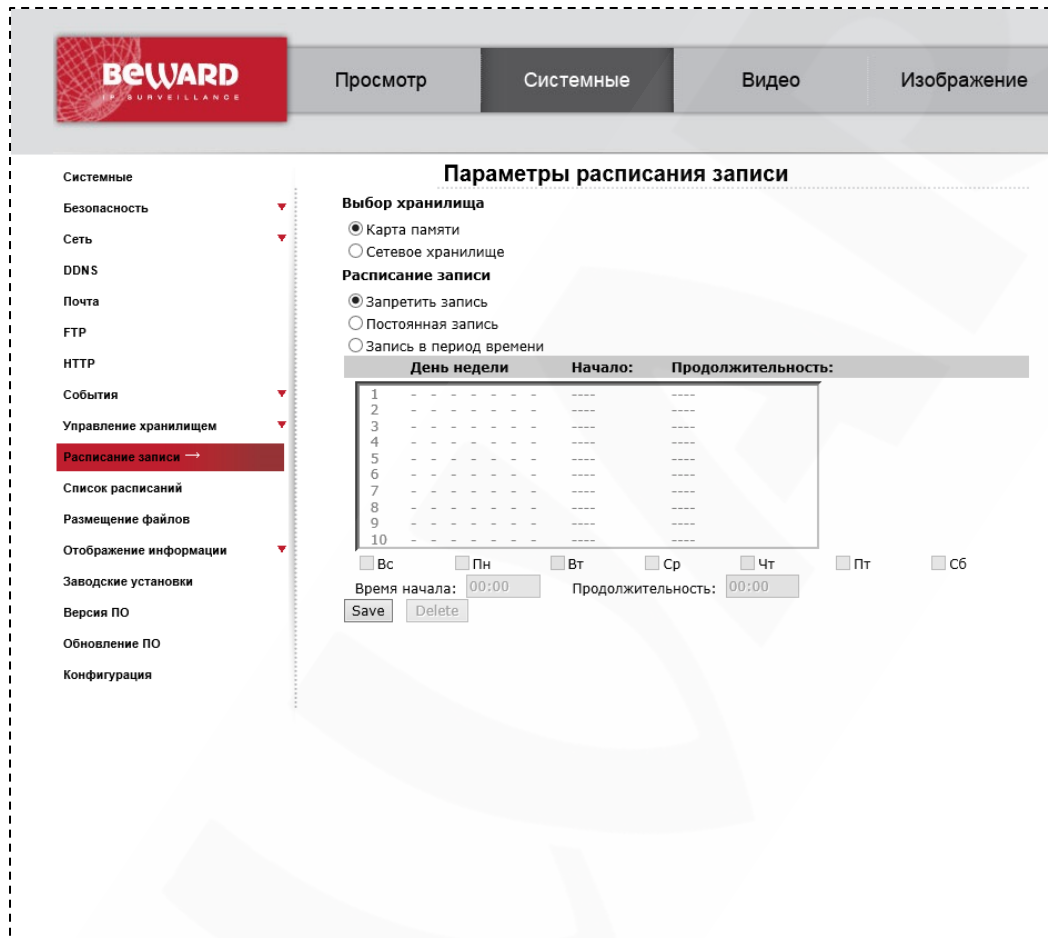 BEWARD
IP SURVEILLANCE
Просмотр Системные Видео Изображение
Системные
Безопасность
Сеть
DDNS
Почта
FTP
HTTP
События
Управление хранилищем
Расписание записи →
Список расписаний
Размещение файлов
Отображение информации
Заводские установки
Версия ПО
Обновление ПО
Конфигурация
Параметры расписания записи
Выбор хранилища
Карта памяти
Сетевое хранилище
Расписание записи
Запретить запись
Постоянная запись
Запись в период времени
День недели Начало: Продолжительность:
1 - - - - - - - ---- ----
2 - - - - - - - ---- ----
3 - - - - - - - ---- ----
4 - - - - - - - ---- ----
5 - - - - - - - ---- ----
6 - - - - - - - ---- ----
7 - - - - - - - ---- ----
8 - - - - - - - ---- ----
9 - - - - - - - ---- ----
10 - - - - - - - ---- ----
Вс Пн Вт Ср Чт Пт Сб
Время начала: 00:00 Продолжительность: 00:00
Save Delete